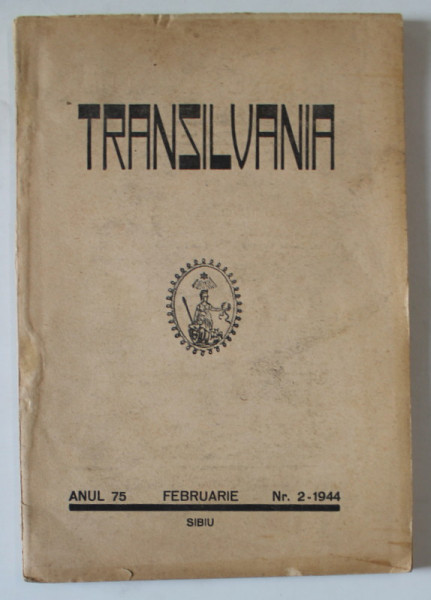 TRANSILVANIA
ANUL 75 FEBRUARIE Nr. 2-1944
SIBIU